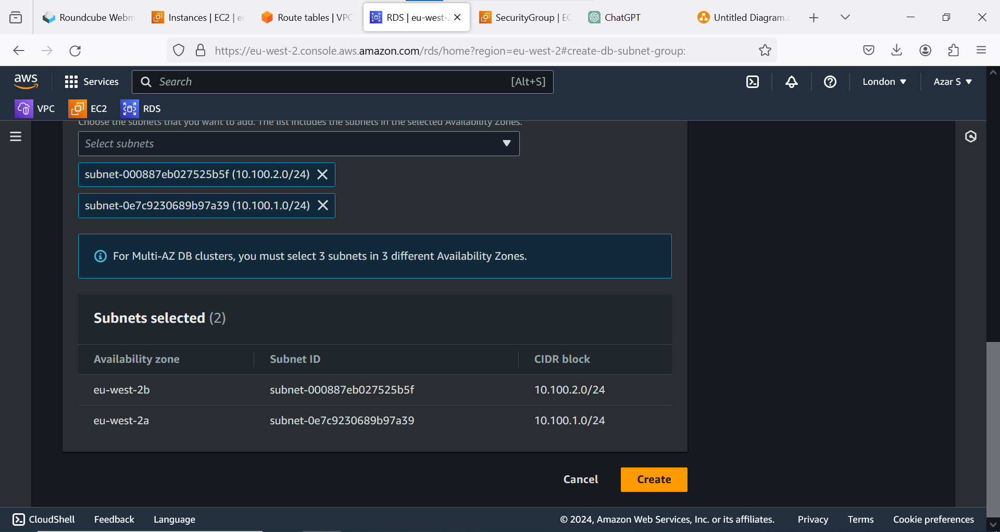 Roundcube Webm
Instances | EC2 | eu
Route tables | VPC
RDS | eu-west-2
SecurityGroup | EC
ChatGPT
Untitled Diagram.
https://eu-west-2.console.aws.amazon.com/rds/home?region=eu-west-2#create-db-subnet-group:
aws
Services
Search
[Alt+S]
London
Azar S
VPC
EC2
RDS
Choose the subnets that you want to add. The list includes the subnets in the selected Availability Zones.
Select subnets
subnet-000887eb027525b5f (10.100.2.0/24)
subnet-0e7c9230689b97a39 (10.100.1.0/24)
For Multi-AZ DB clusters, you must select 3 subnets in 3 different Availability Zones.
Subnets selected (2)
Availability zone Subnet ID CIDR block
eu-west-2b subnet-000887eb027525b5f 10.100.2.0/24
eu-west-2a subnet-0e7c9230689b97a39 10.100.1.0/24
Cancel
Create
CloudShell
Feedback
Language
© 2024, Amazon Web Services, Inc. or its affiliates.
Privacy
Terms
Cookie preferences